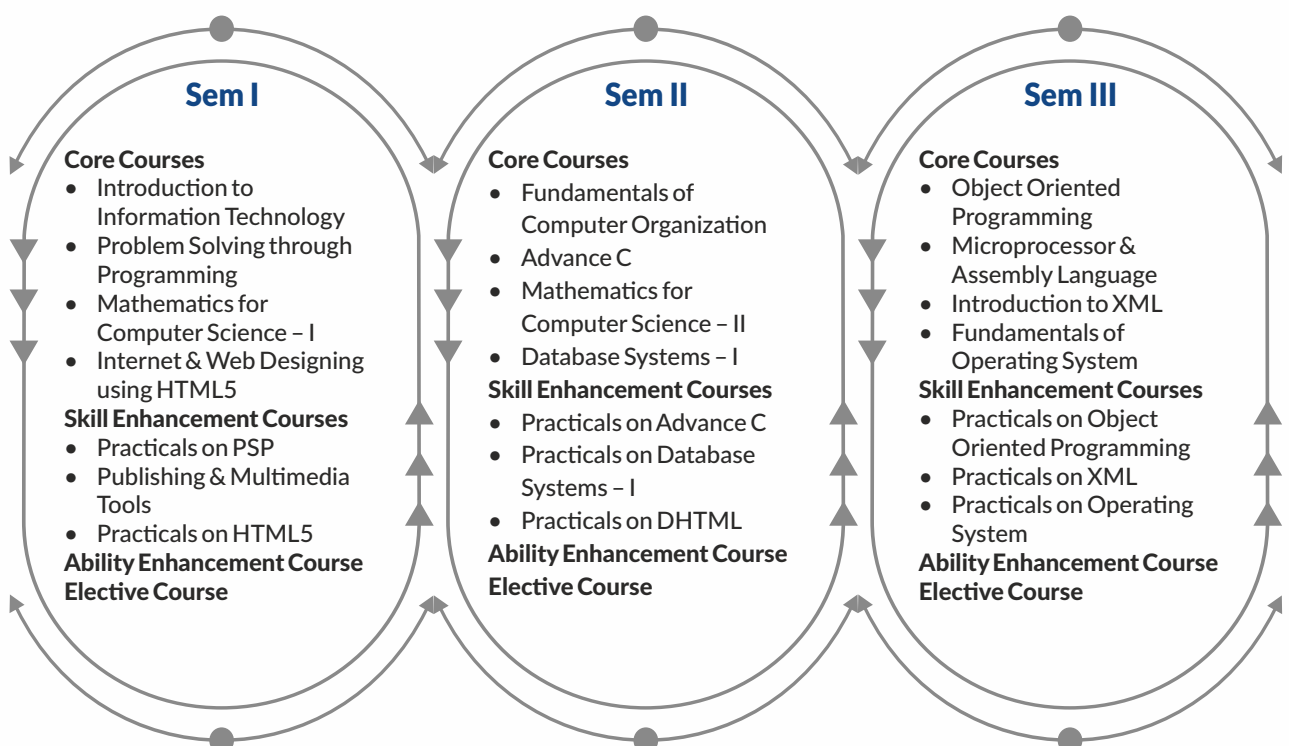 Sem I
Core Courses
• Introduction to
Information Technology
• Problem Solving through
Programming
• Mathematics for
Computer Science – I
• Internet & Web Designing
using HTML5
Skill Enhancement Courses
• Practicals on PSP
• Publishing & Multimedia
Tools
• Practicals on HTML5
Ability Enhancement Course
Elective Course
Sem II
Core Courses
• Fundamentals of
Computer Organization
• Advance C
• Mathematics for
Computer Science – II
• Database Systems – I
Skill Enhancement Courses
• Practicals on Advance C
• Practicals on Database
Systems – I
• Practicals on DHTML
Ability Enhancement Course
Elective Course
Sem III
Core Courses
• Object Oriented
Programming
• Microprocessor &
Assembly Language
• Introduction to XML
• Fundamentals of
Operating System
Skill Enhancement Courses
• Practicals on Object
Oriented Programming
• Practicals on XML
• Practicals on Operating
System
Ability Enhancement Course
Elective Course